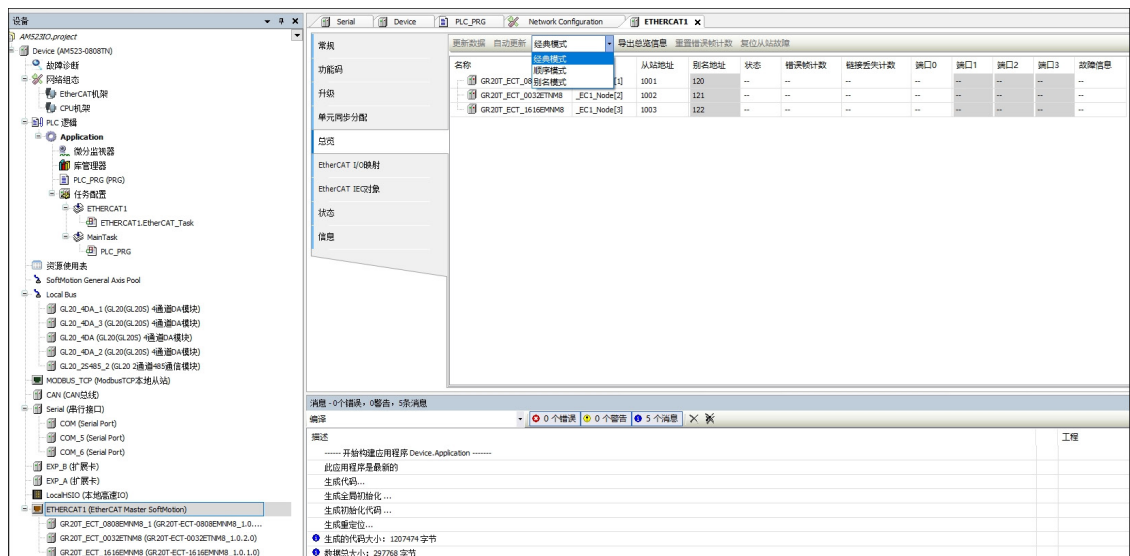 设备
AM523IO.project
Device (AM523-0808TN)
故障诊断
网络组态
EtherCAT机架
CPU机架
PLC 逻辑
Application
微分监视器
库管理器
PLC_PRG (PRG)
任务配置
ETHERCAT1
ETHERCAT1.EtherCAT_Task
MainTask
PLC_PRG
资源使用表
SoftMotion General Axis Pool
Local Bus
GL20_4DA_1 (GL20(GL20S) 4通道DA模块)
GL20_4DA_3 (GL20(GL20S) 4通道DA模块)
GL20_4DA (GL20(GL20S) 4通道DA模块)
GL20_4DA_2 (GL20(GL20S) 4通道DA模块)
GL20_2S485_2 (GL20 2通道485通信模块)
MODBUS_TCP (ModbusTCP本地从站)
CAN (CAN总线)
Serial (串行接口)
COM (Serial Port)
COM_5 (Serial Port)
COM_6 (Serial Port)
EXP_B (扩展卡)
EXP_A (扩展卡)
LocalHSIO (本地高速IO)
ETHERCAT1 (EtherCAT Master SoftMotion)
GR20T_ECT_0808EMNM8_1 (GR20T-ECT-0808EMNM8_1.0....
GR20T_ECT_0032ETNM8 (GR20T-ECT-0032ETNM8_1.0.2.0)
GR20T_ECT_1616EMNM8 (GR20T-ECT-1616EMNM8_1.0.1.0)
Serial Device PLC_PRG Network Configuration ETHERCAT1
常规
功能码
升级
单元同步分配
总览
EtherCAT I/O映射
EtherCAT IEC对象
状态
信息
更新数据 自动更新 经典模式 导出总览信息 重置错误帧计数 复位从站故障
经典模式
顺序模式
别名模式
名称 从站地址 别名地址 状态 错误帧计数 链接丢失计数 端口0 端口1 端口2 端口3 故障信息
GR20T_ECT_08 [1] 1001 120 -- -- -- -- -- -- -- --
GR20T_ECT_0032ETNM8 _EC1_Node[2] 1002 121 -- -- -- -- -- -- -- --
GR20T_ECT_1616EMNM8 _EC1_Node[3] 1003 122 -- -- -- -- -- -- -- --
消息 - 0个错误，0警告，5条消息
编译 0 个错误 0 个警告 5 个消息
描述 工程
------ 开始构建应用程序 Device.Application -------
此应用程序是最新的
生成代码...
生成全局初始化 ...
生成初始化代码 ...
生成重定位...
生成的代码大小：1207474 字节
数据总大小：297768 字节